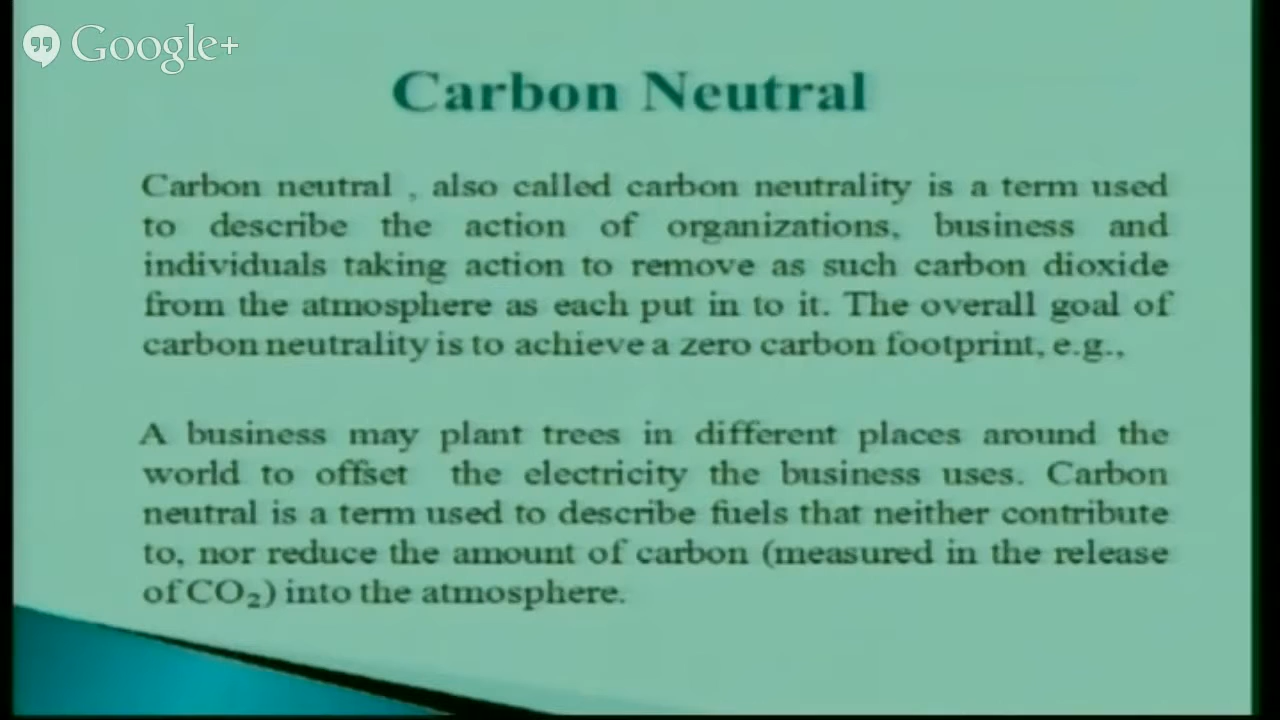 Google+
Carbon Neutral
Carbon neutral , also called carbon neutrality is a term used
to describe the action of organizations, business and
individuals taking action to remove as such carbon dioxide
from the atmosphere as each put in to it. The overall goal of
carbon neutrality is to achieve a zero carbon footprint, e.g.,
A business may plant trees in different places around the
world to offset the electricity the business uses. Carbon
neutral is a term used to describe fuels that neither contribute
to, nor reduce the amount of carbon (measured in the release
of CO₂) into the atmosphere.